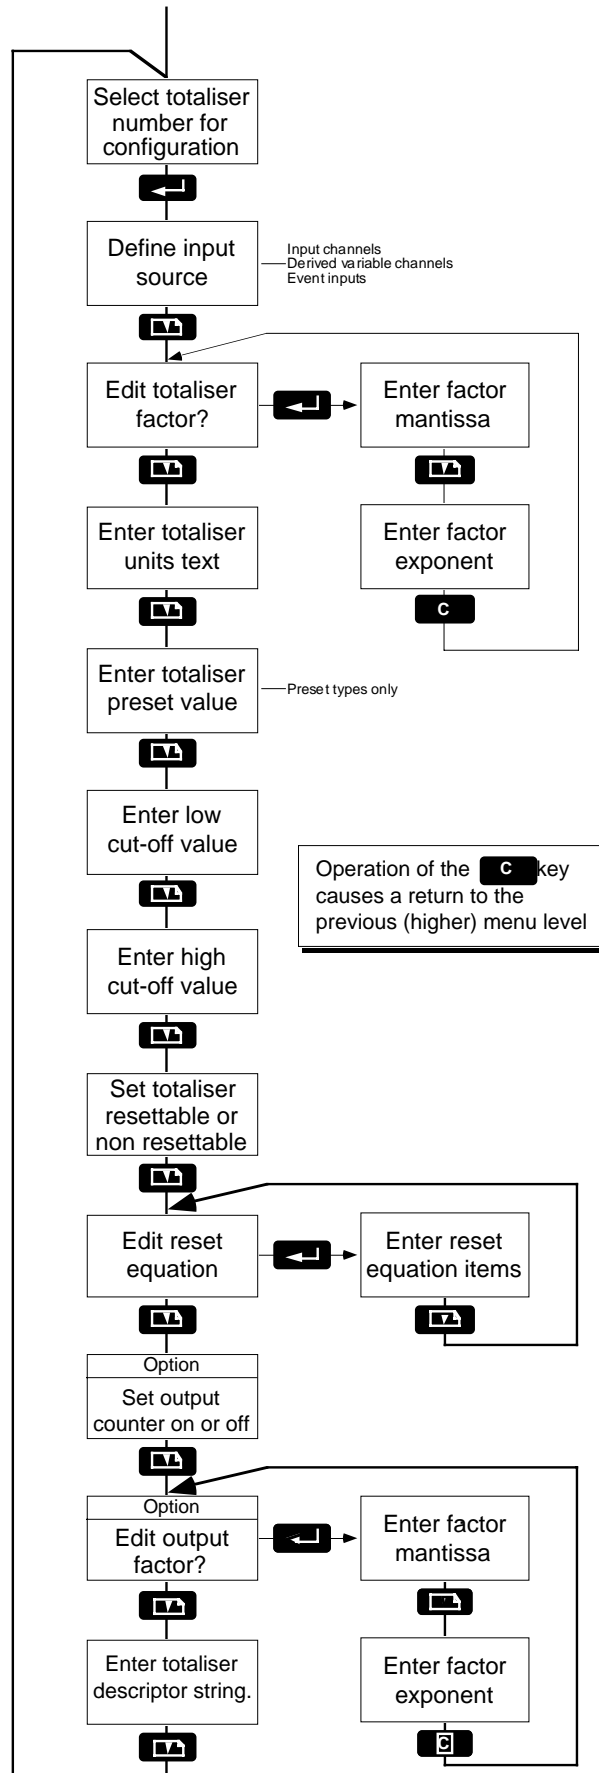 Select totaliser
number for
configuration
Define input
source
Input channels
Derived variable channels
Event inputs
Edit totaliser
factor?
Enter factor
mantissa
Enter totaliser
units text
Enter factor
exponent
C
Enter totaliser
preset value
Preset types only
Enter low
cut-off value
Operation of the C key
causes a return to the
previous (higher) menu level
Enter high
cut-off value
Set totaliser
resettable or
non resettable
Edit reset
equation
Enter reset
equation items
Option
Set output
counter on or off
Option
Edit output
factor?
Enter factor
mantissa
Enter totaliser
descriptor string.
Enter factor
exponent
C